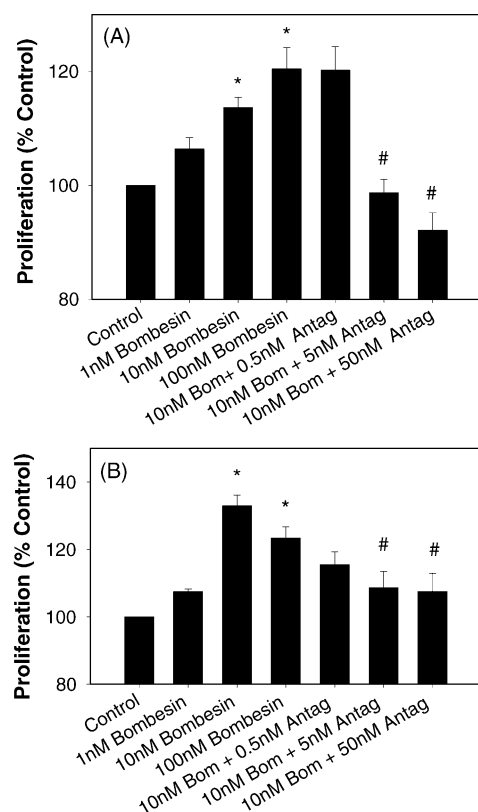 (A)
Proliferation (% Control)
120
100
80
*
*
#
#
Control
1nM Bombesin
10nM Bombesin
100nM Bombesin
10nM Bom+ 0.5nM Antag
10nM Bom + 5nM Antag
10nM Bom + 50nM Antag
(B)
Proliferation (% Control)
140
120
100
80
*
*
#
#
Control
1nM Bombesin
10nM Bombesin
100nM Bombesin
10nM Bom + 0.5nM Antag
10nM Bom + 5nM Antag
10nM Bom + 50nM Antag